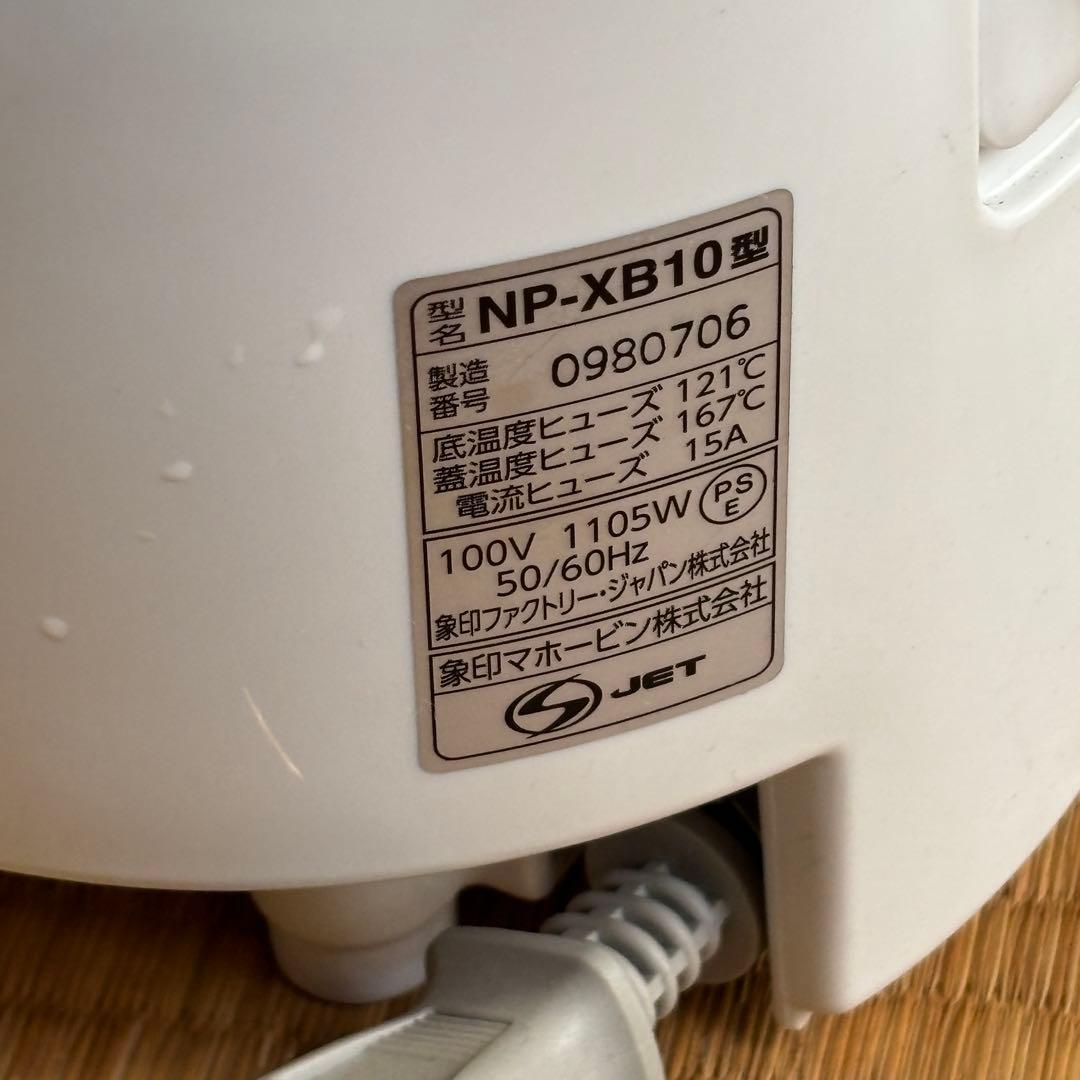 型名 NP-XB10型
製造番号 0980706
底温度ヒューズ 121℃
蓋温度ヒューズ 167℃
電流ヒューズ 15A
100V 1105W PSE
50/60Hz
象印ファクトリー・ジャパン株式会社
象印マホービン株式会社
S JET